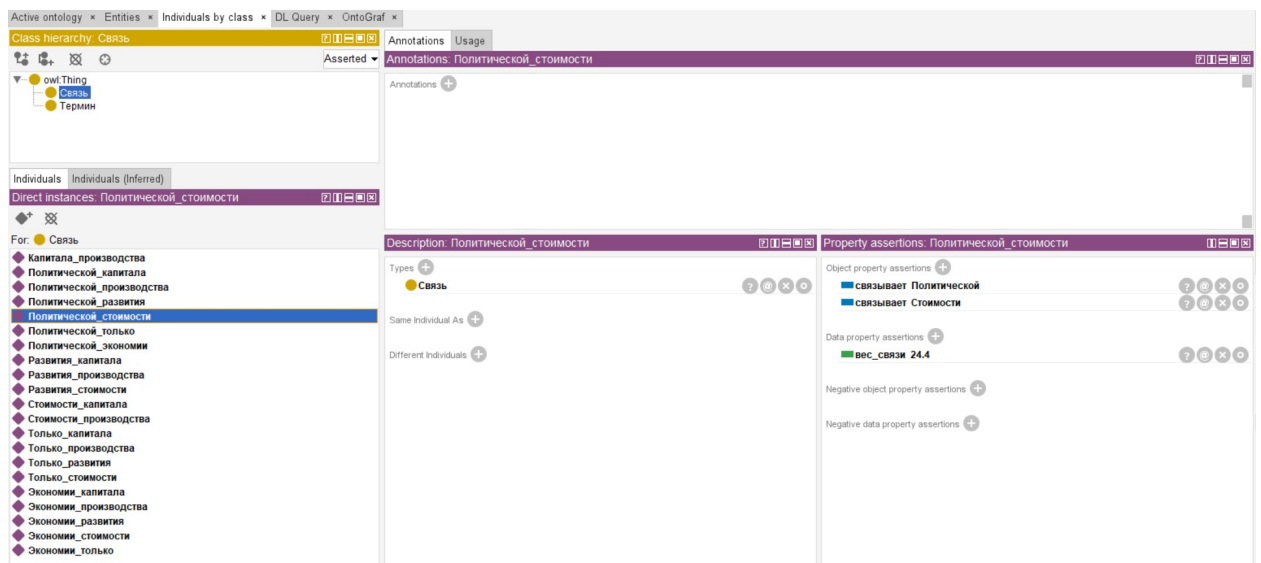 Active ontology × Entities × Individuals by class × DL Query × OntoGraf ×
Class hierarchy: Связь
Asserted
owl:Thing
Связь
Термин
Annotations Usage
Annotations: Политической_стоимости
Annotations
Individuals Individuals (Inferred)
Direct instances: Политической_стоимости
For: Связь
Капитала_производства
Политической_капитала
Политической_производства
Политической_развития
Политической_стоимости
Политической_только
Политической_экономии
Развития_капитала
Развития_производства
Развития_стоимости
Стоимости_капитала
Стоимости_производства
Только_капитала
Только_производства
Только_развития
Только_стоимости
Экономии_капитала
Экономии_производства
Экономии_развития
Экономии_стоимости
Экономии_только
Description: Политической_стоимости
Types
Связь
Same Individual As
Different Individuals
Property assertions: Политической_стоимости
Object property assertions
связывает Политической
связывает Стоимости
Data property assertions
вес_связи 24.4
Negative object property assertions
Negative data property assertions